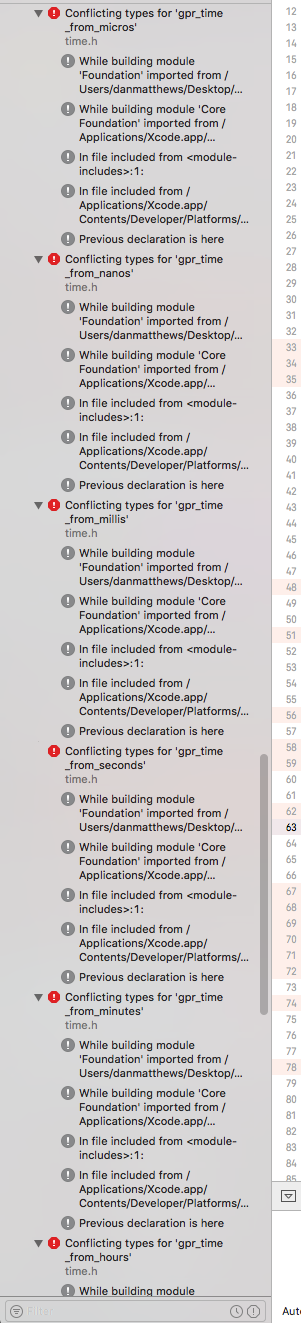 Conflicting types for 'gpr_time
_from_micros'
time.h
While building module
'Foundation' imported from /
Users/danmatthews/Desktop/...
While building module 'Core
Foundation' imported from /
Applications/Xcode.app/...
In file included from <module-
includes>:1:
In file included from /
Applications/Xcode.app/
Contents/Developer/Platforms/...
Previous declaration is here
Conflicting types for 'gpr_time
_from_nanos'
time.h
While building module
'Foundation' imported from /
Users/danmatthews/Desktop/...
While building module 'Core
Foundation' imported from /
Applications/Xcode.app/...
In file included from <module-
includes>:1:
In file included from /
Applications/Xcode.app/
Contents/Developer/Platforms/...
Previous declaration is here
Conflicting types for 'gpr_time
_from_millis'
time.h
While building module
'Foundation' imported from /
Users/danmatthews/Desktop/...
While building module 'Core
Foundation' imported from /
Applications/Xcode.app/...
In file included from <module-
includes>:1:
In file included from /
Applications/Xcode.app/
Contents/Developer/Platforms/...
Previous declaration is here
Conflicting types for 'gpr_time
_from_seconds'
time.h
While building module
'Foundation' imported from /
Users/danmatthews/Desktop/...
While building module 'Core
Foundation' imported from /
Applications/Xcode.app/...
In file included from <module-
includes>:1:
In file included from /
Applications/Xcode.app/
Contents/Developer/Platforms/...
Previous declaration is here
Conflicting types for 'gpr_time
_from_minutes'
time.h
While building module
'Foundation' imported from /
Users/danmatthews/Desktop/...
While building module 'Core
Foundation' imported from /
Applications/Xcode.app/...
In file included from <module-
includes>:1:
In file included from /
Applications/Xcode.app/
Contents/Developer/Platforms/...
Previous declaration is here
Conflicting types for 'gpr_time
_from_hours'
time.h
While building module
Filter
12
13
14
15
16
17
18
19
20
21
22
23
24
25
26
27
28
29
30
31
32
33
34
35
36
37
38
39
40
41
42
43
44
45
46
47
48
49
50
51
52
53
54
55
56
57
58
59
60
61
62
63
64
65
66
67
68
69
70
71
72
73
74
75
76
77
78
79
80
81
82
83
84
85
Aut